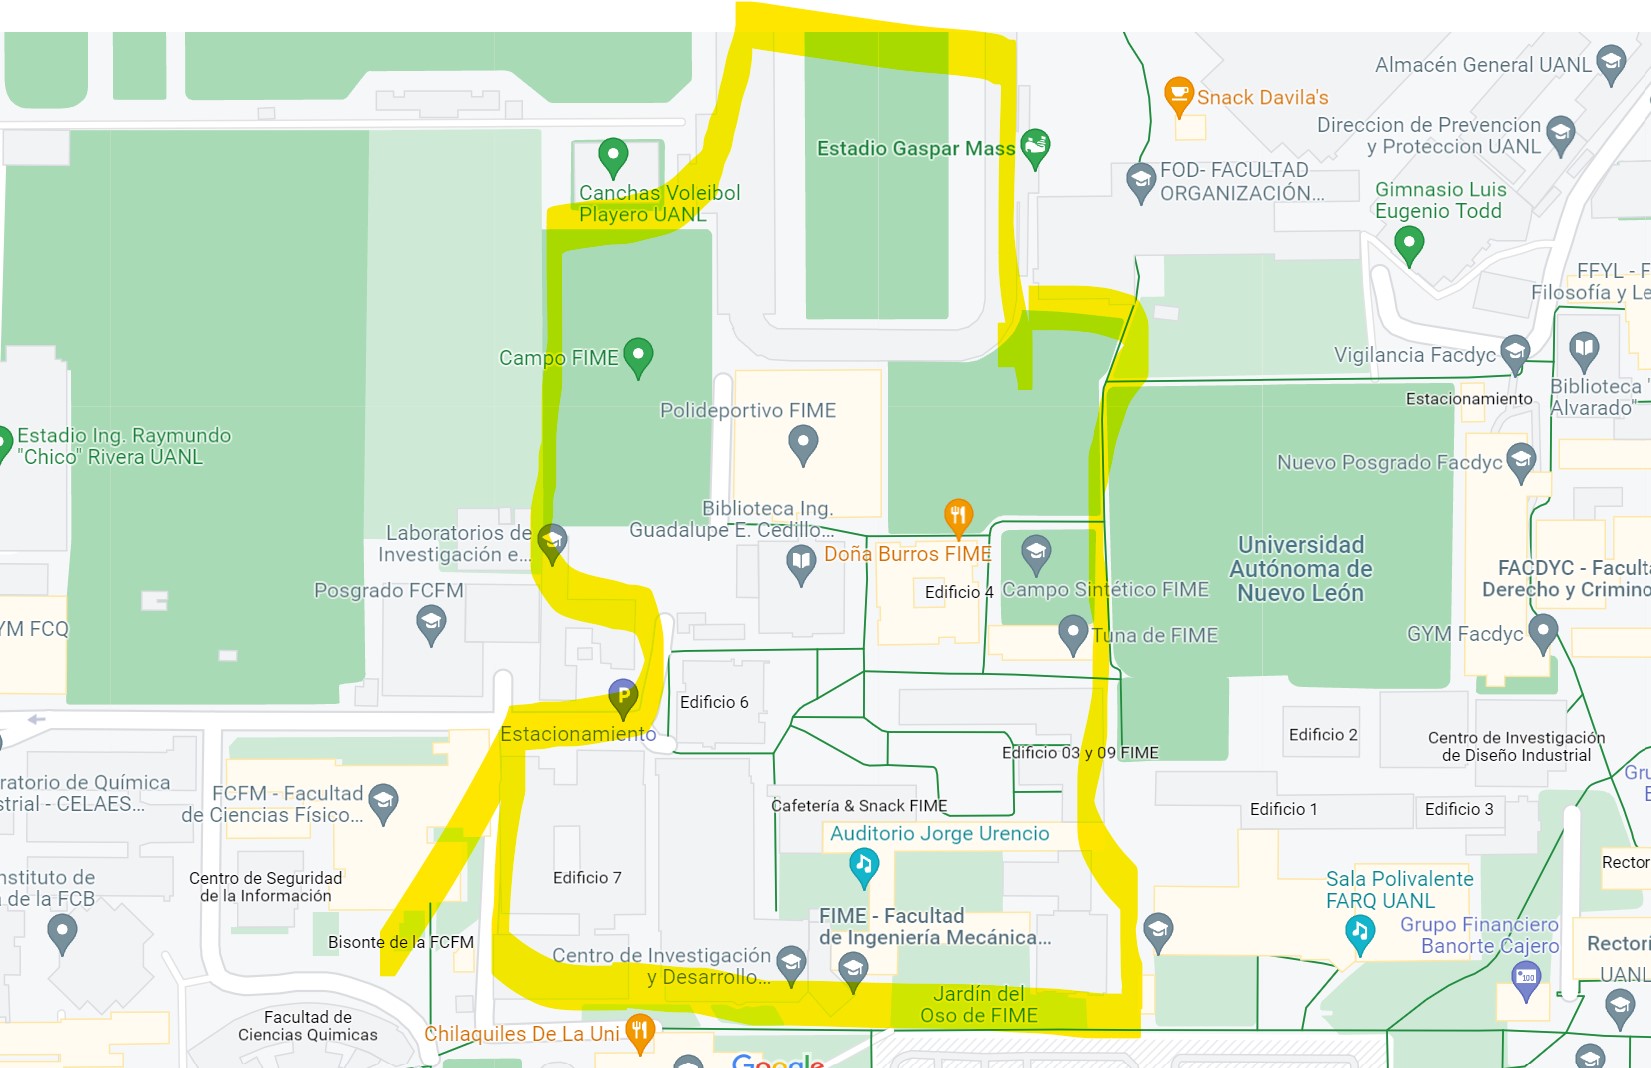 Almacén General UANL
Snack Davila's
Direccion de Prevencion
y Proteccion UANL
Estadio Gaspar Mass
FOD- FACULTAD
ORGANIZACIÓN...
Canchas Voleibol
Playero UANL
Gimnasio Luis
Eugenio Todd
FFYL - F
Filosofía y Le
Campo FIME
Vigilancia Facdyc
Biblioteca "
Alvarado"
Estacionamiento
Polideportivo FIME
Estadio Ing. Raymundo
"Chico" Rivera UANL
Nuevo Posgrado Facdyc
Biblioteca Ing.
Guadalupe E. Cedillo...
Laboratorios de
Investigación e...
Doña Burros FIME
Universidad
Autónoma de
Nuevo León
FACDYC - Faculta
Derecho y Crimino
Posgrado FCFM
Edificio 4
Campo Sintético FIME
YM FCQ
Tuna de FIME
GYM Facdyc
P
Edificio 6
Estacionamiento
Edificio 2
Centro de Investigación
de Diseño Industrial
Edificio 03 y 09 FIME
Gru
B
ratorio de Química
strial - CELAES...
FCFM - Facultad
de Ciencias Físico...
Cafetería & Snack FIME
Edificio 1
Edificio 3
Auditorio Jorge Urencio
Rector
nstituto de
a de la FCB
Centro de Seguridad
de la Información
Edificio 7
Sala Polivalente
FARQ UANL
FIME - Facultad
de Ingeniería Mecánica...
Grupo Financiero
Banorte Cajero
Bisonte de la FCFM
Rectorí
UANL
Centro de Investigación
y Desarrollo...
100
Jardín del
Oso de FIME
Facultad de
Ciencias Quimicas
Chilaquiles De La Uni
Google